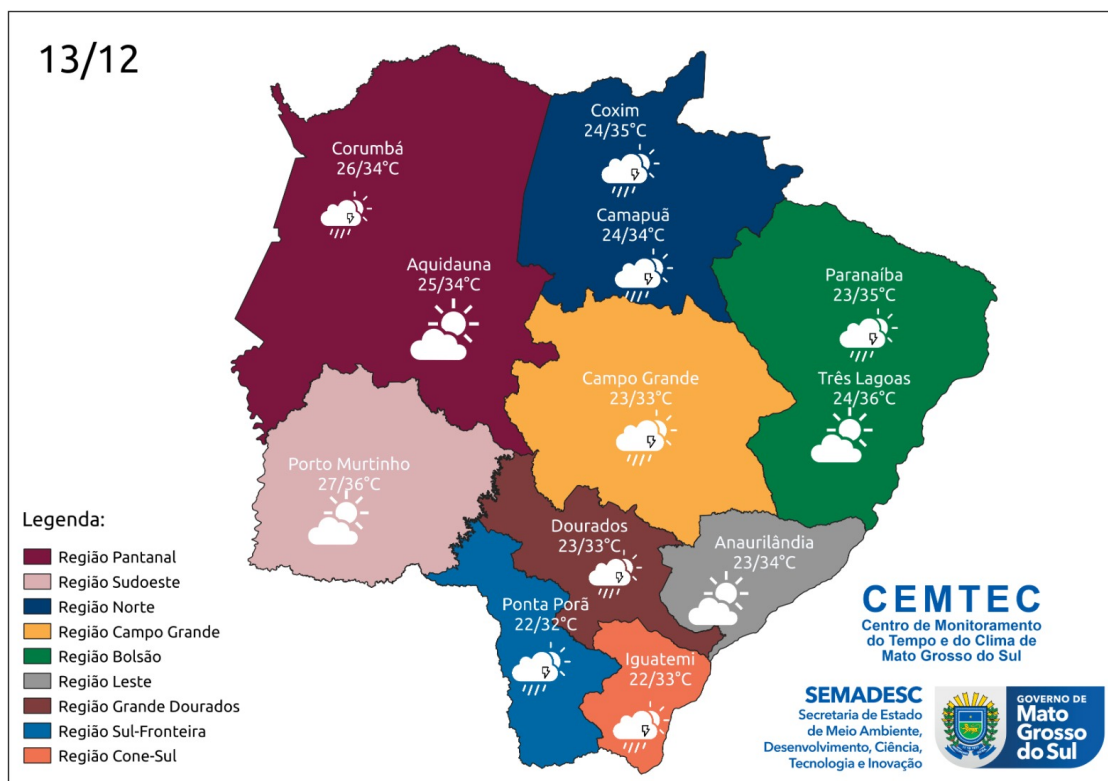 13/12
Coxim
24/35°C
Corumbá
26/34°C
Camapuã
24/34°C
Aquidauna
25/34°C
Paranaíba
23/35°C
Campo Grande
23/33°C
Três Lagoas
24/36°C
Porto Murtinho
27/36°C
Dourados
23/33°C
Anaurilândia
23/34°C
Ponta Porã
22/32°C
Iguatemi
22/33°C
Legenda:
Região Pantanal
Região Sudoeste
Região Norte
Região Campo Grande
Região Bolsão
Região Leste
Região Grande Dourados
Região Sul-Fronteira
Região Cone-Sul
CEMTEC
Centro de Monitoramento
do Tempo e do Clima de
Mato Grosso do Sul
SEMADESC
Secretaria de Estado
de Meio Ambiente,
Desenvolvimento, Ciência,
Tecnologia e Inovação
GOVERNO DE
Mato
Grosso
do Sul